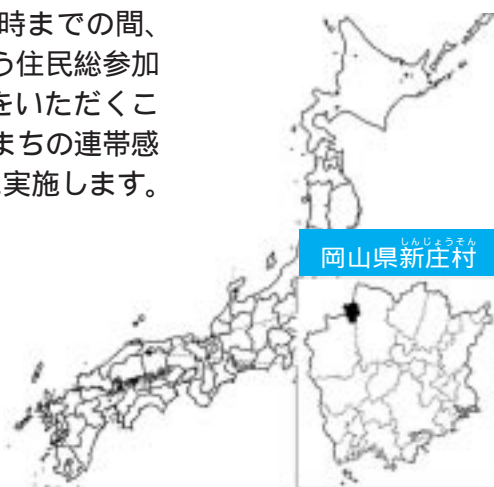 時までの間、
う住民総参加
をいただくこ
まちの連帯感
実施します。
しんじょうそん
岡山県新庄村